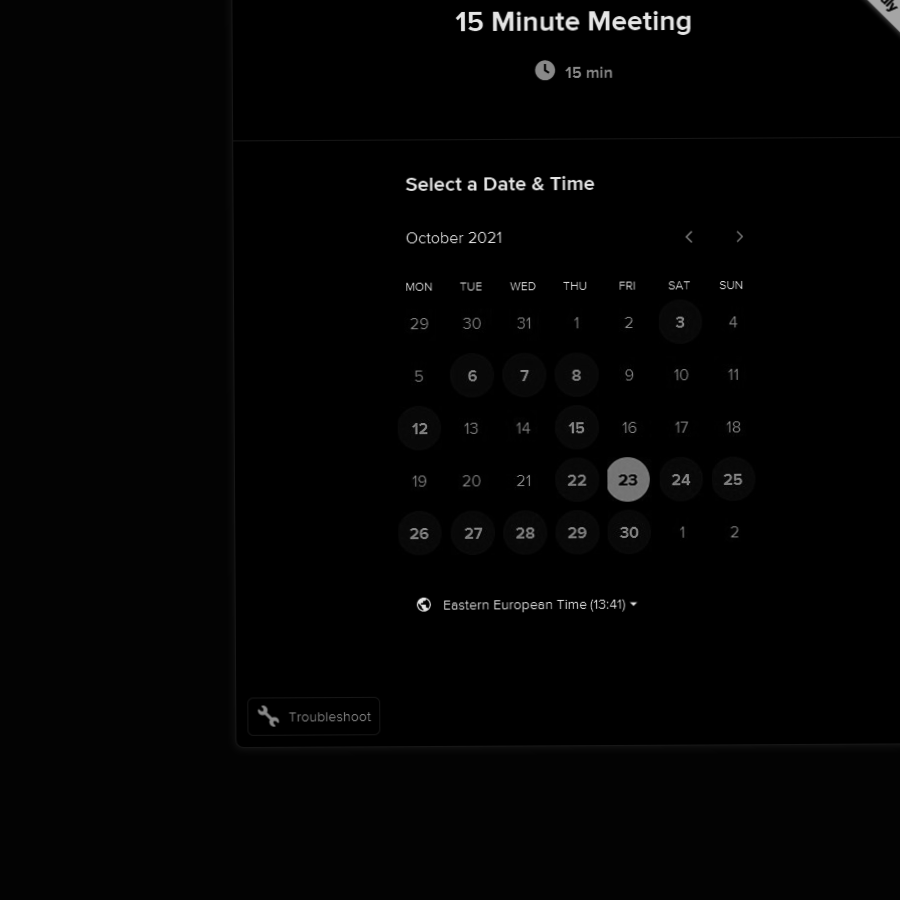 15 Minute Meeting
15 min
Select a Date & Time
October 2021
MON TUE WED THU FRI SAT SUN
29 30 31 1 2 3 4
5 6 7 8 9 10 11
12 13 14 15 16 17 18
19 20 21 22 23 24 25
26 27 28 29 30 1 2
Eastern European Time (13:41)
Troubleshoot